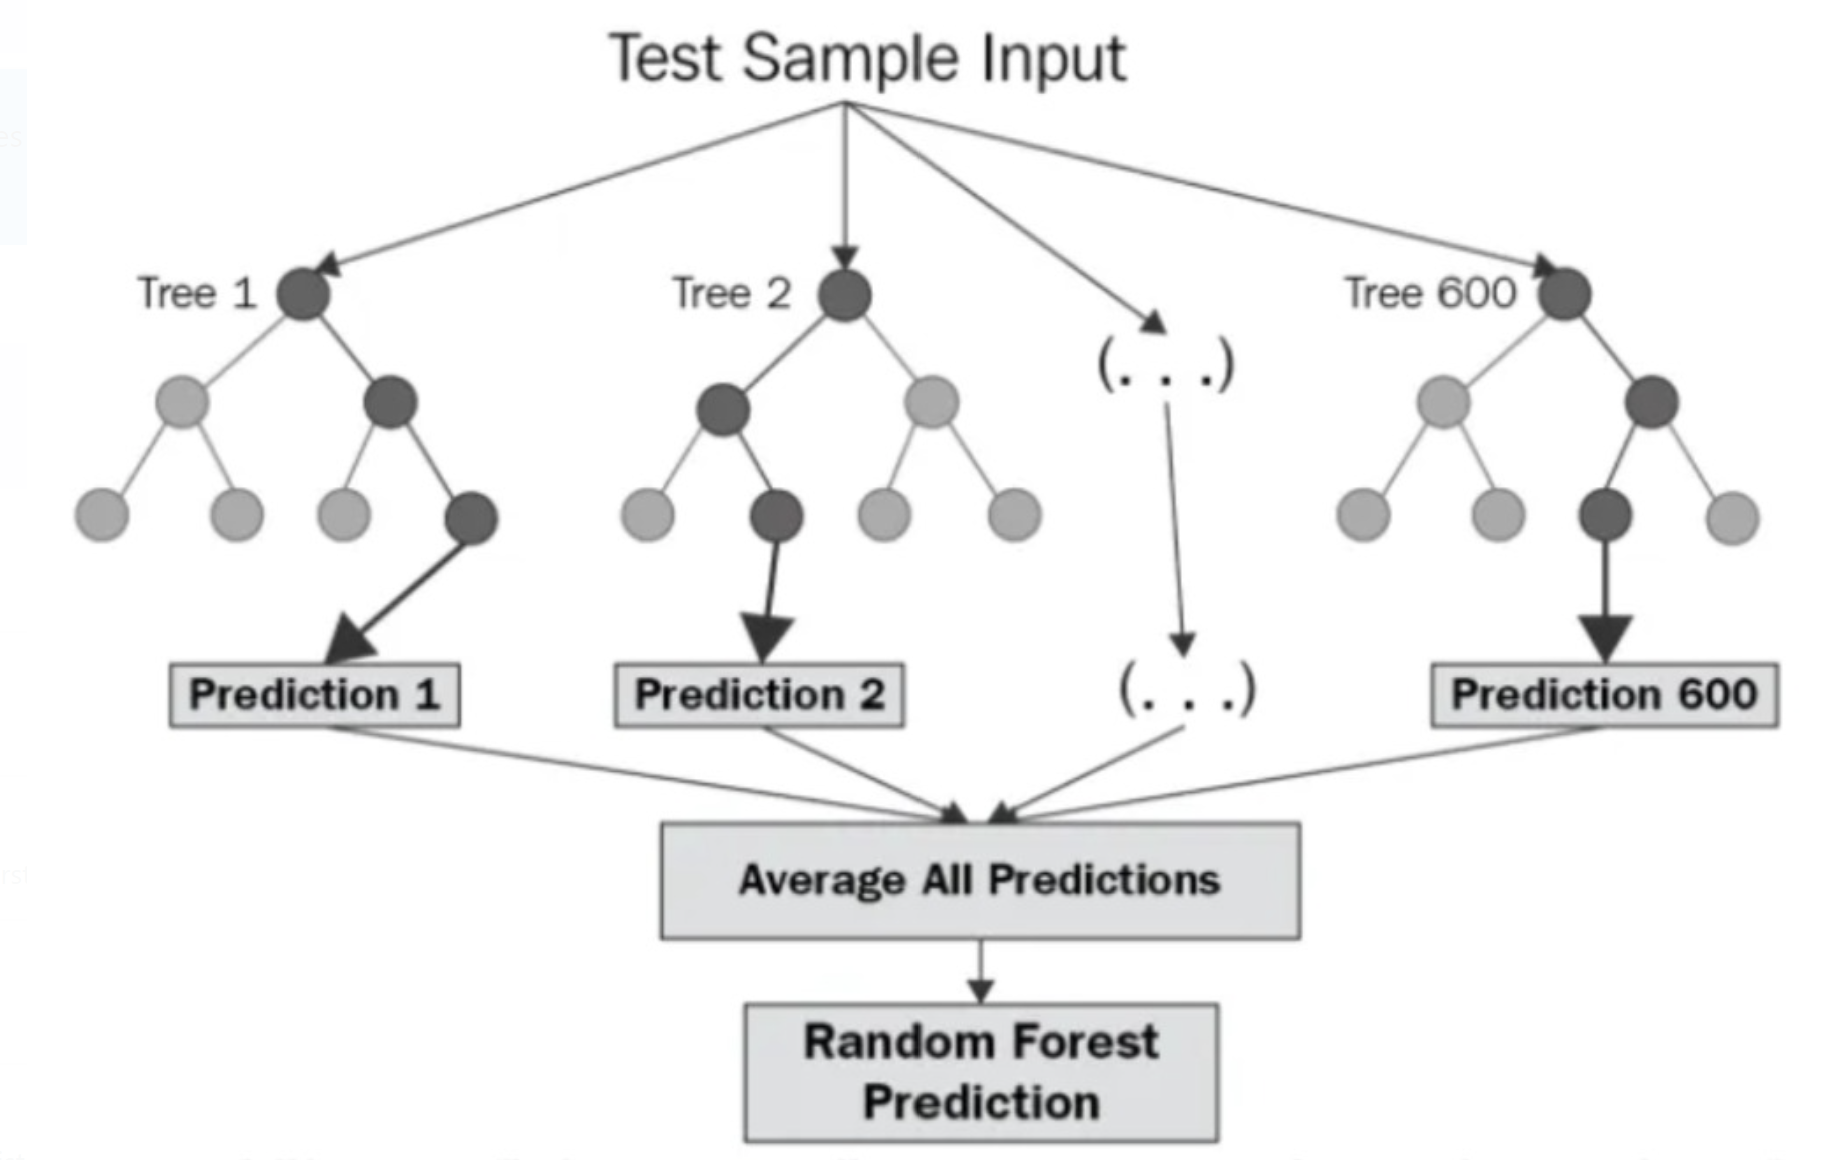 Test Sample Input
Tree 1
Tree 2
Tree 600
(. . .)
Prediction 1
Prediction 2
(. . .)
Prediction 600
Average All Predictions
Random Forest
Prediction